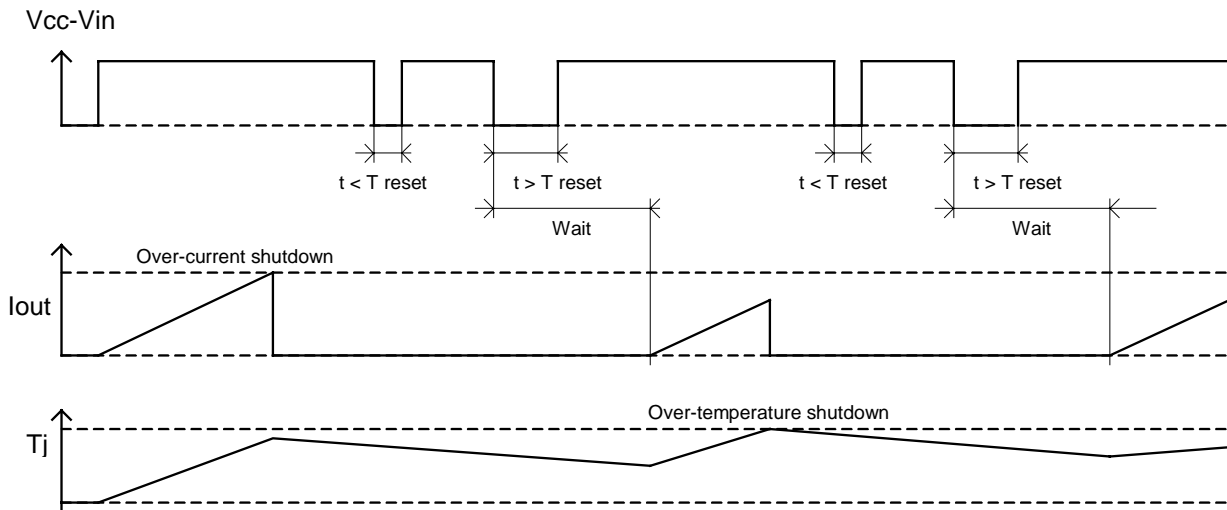 Vcc-Vin
t < T reset
t > T reset
t < T reset
t > T reset
Wait
Wait
Over-current shutdown
Iout
Over-temperature shutdown
Tj